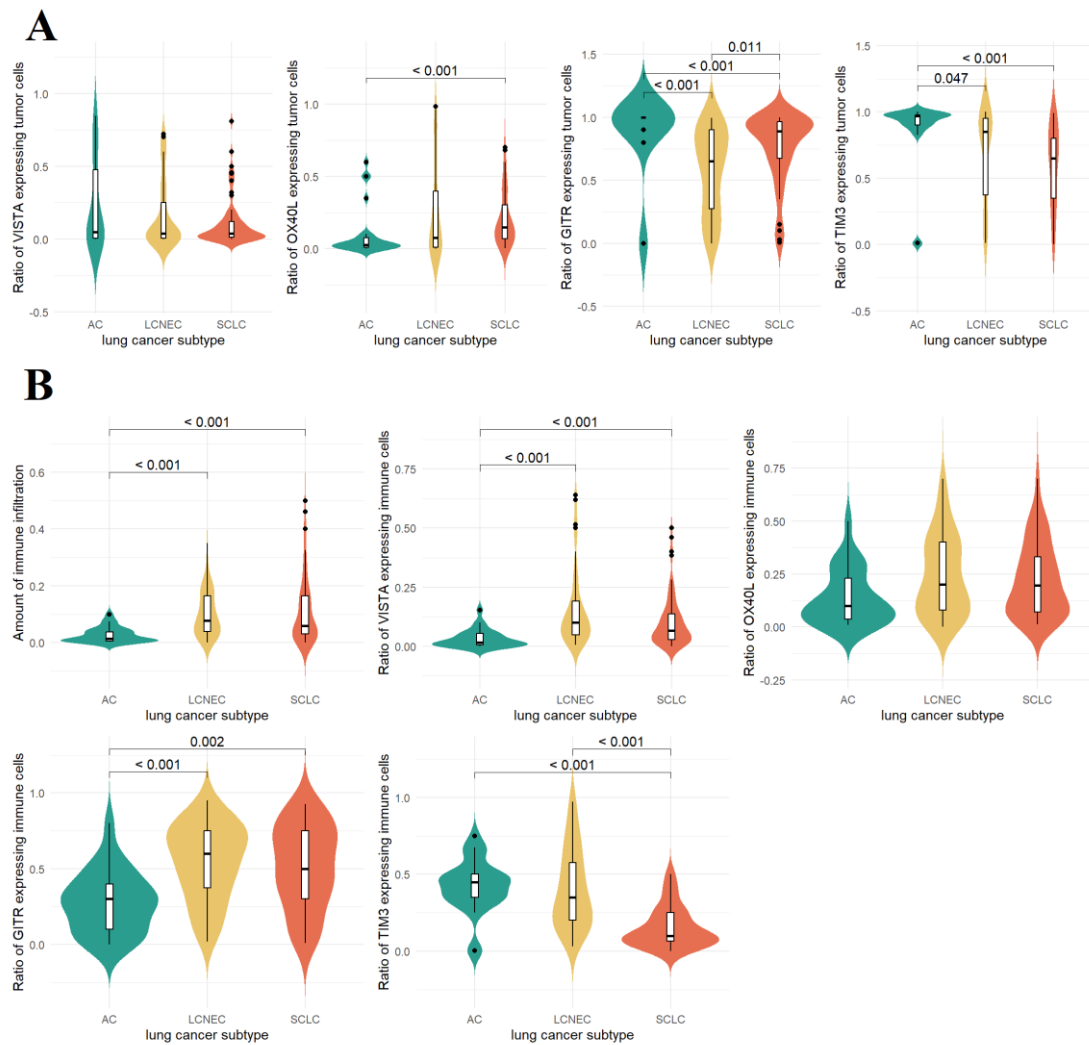 A
Ratio of VISTA expressing tumor cells
1.0
0.5
0.0
-0.5
AC LCNEC SCLC
lung cancer subtype
Ratio of OX40L expressing tumor cells
< 0.001
1.0
0.5
0.0
AC LCNEC SCLC
lung cancer subtype
Ratio of GITR expressing tumor cells
0.011
< 0.001
< 0.001
1.5
1.0
0.5
0.0
-0.5
AC LCNEC SCLC
lung cancer subtype
Ratio of TIM3 expressing tumor cells
< 0.001
0.047
1.5
1.0
0.5
0.0
-0.5
AC LCNEC SCLC
lung cancer subtype
B
Amount of immune infiltration
< 0.001
< 0.001
0.6
0.4
0.2
0.0
AC LCNEC SCLC
lung cancer subtype
Ratio of VISTA expressing immune cells
< 0.001
< 0.001
0.75
0.50
0.25
0.00
AC LCNEC SCLC
lung cancer subtype
Ratio of OX40L expressing immune cells
0.75
0.50
0.25
0.00
-0.25
AC LCNEC SCLC
lung cancer subtype
Ratio of GITR expressing immune cells
0.002
< 0.001
1.0
0.5
0.0
AC LCNEC SCLC
lung cancer subtype
Ratio of TIM3 expressing immune cells
< 0.001
< 0.001
1.0
0.5
0.0
AC LCNEC SCLC
lung cancer subtype